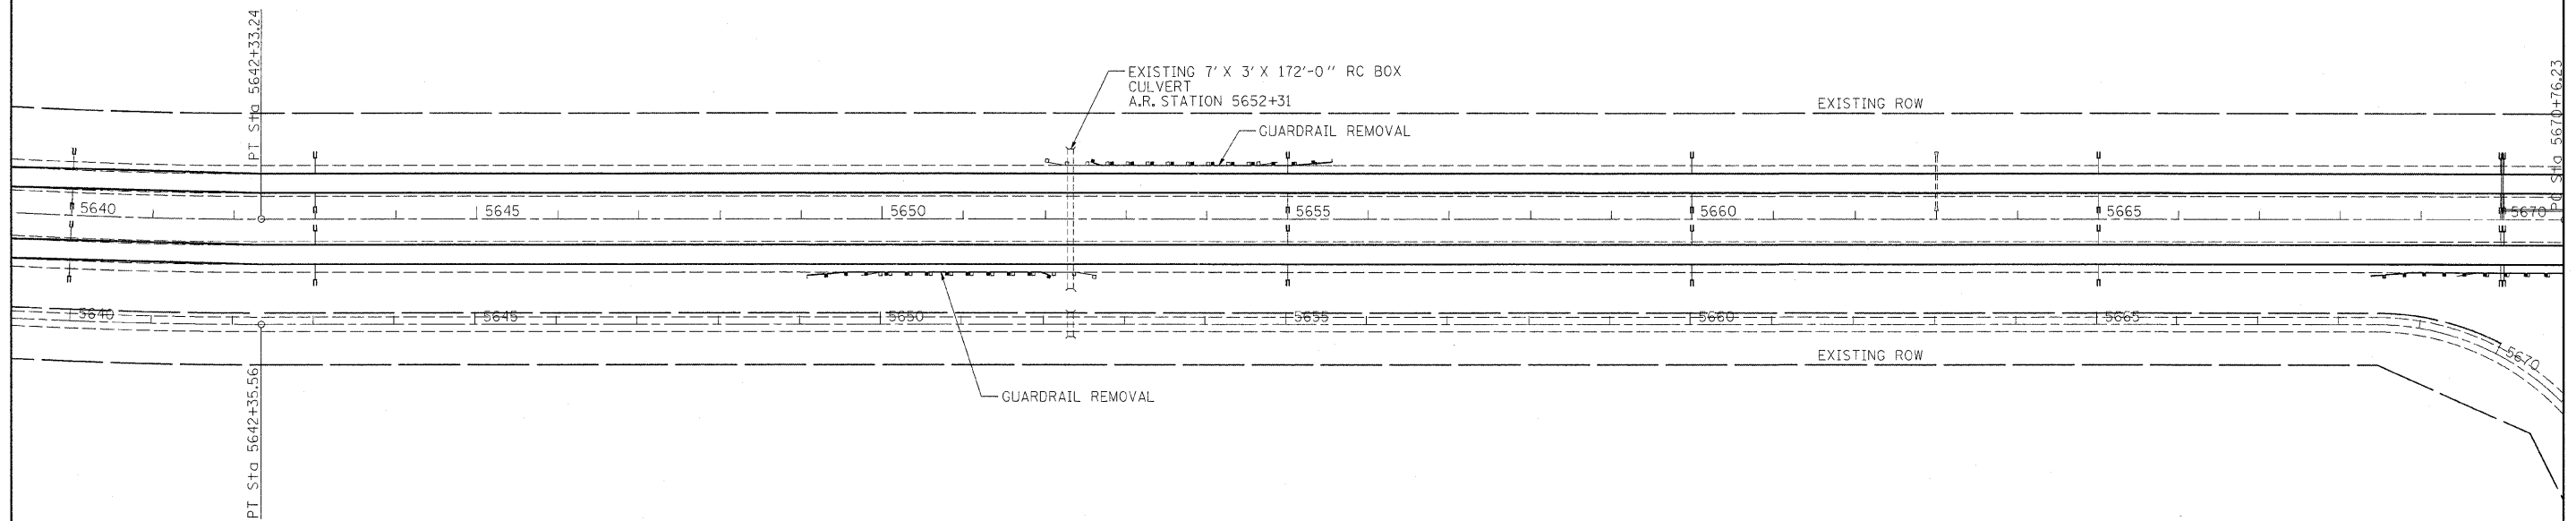 PT Sta 5642+33.24
EXISTING 7' X 3' X 172'-0" RC BOX
CULVERT
A.R. STATION 5652+31
GUARDRAIL REMOVAL
EXISTING ROW
PC Sta 5670+76.23
5640
5645
5650
5655
5660
5665
5670
5640
5645
5650
5655
5660
5665
5670
EXISTING ROW
GUARDRAIL REMOVAL
PT Sta 5642+35.56